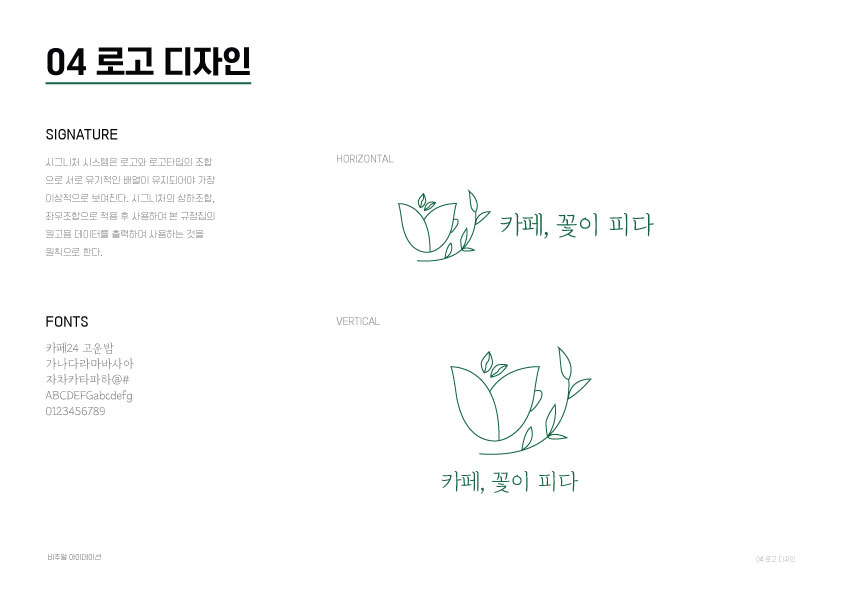 04 로고 디자인
SIGNATURE
시그니처 시스템은 로고와 로고타입의 조합
으로 서로 유기적인 배열이 유지되어야 가장
이상적으로 보여진다. 시그니처의 상하조합,
좌우조합으로 적용 후 사용하여 본 규정집의
원고용 데이터를 출력하여 사용하는 것을
원칙으로 한다.
HORIZONTAL
카페, 꽃이 피다
FONTS
카페24 고운밤
가나다라마바사아
자차카타파하@#
ABCDEFGabcdefg
0123456789
VERTICAL
카페, 꽃이 피다
비주얼 아이데이션
04 로고 디자인